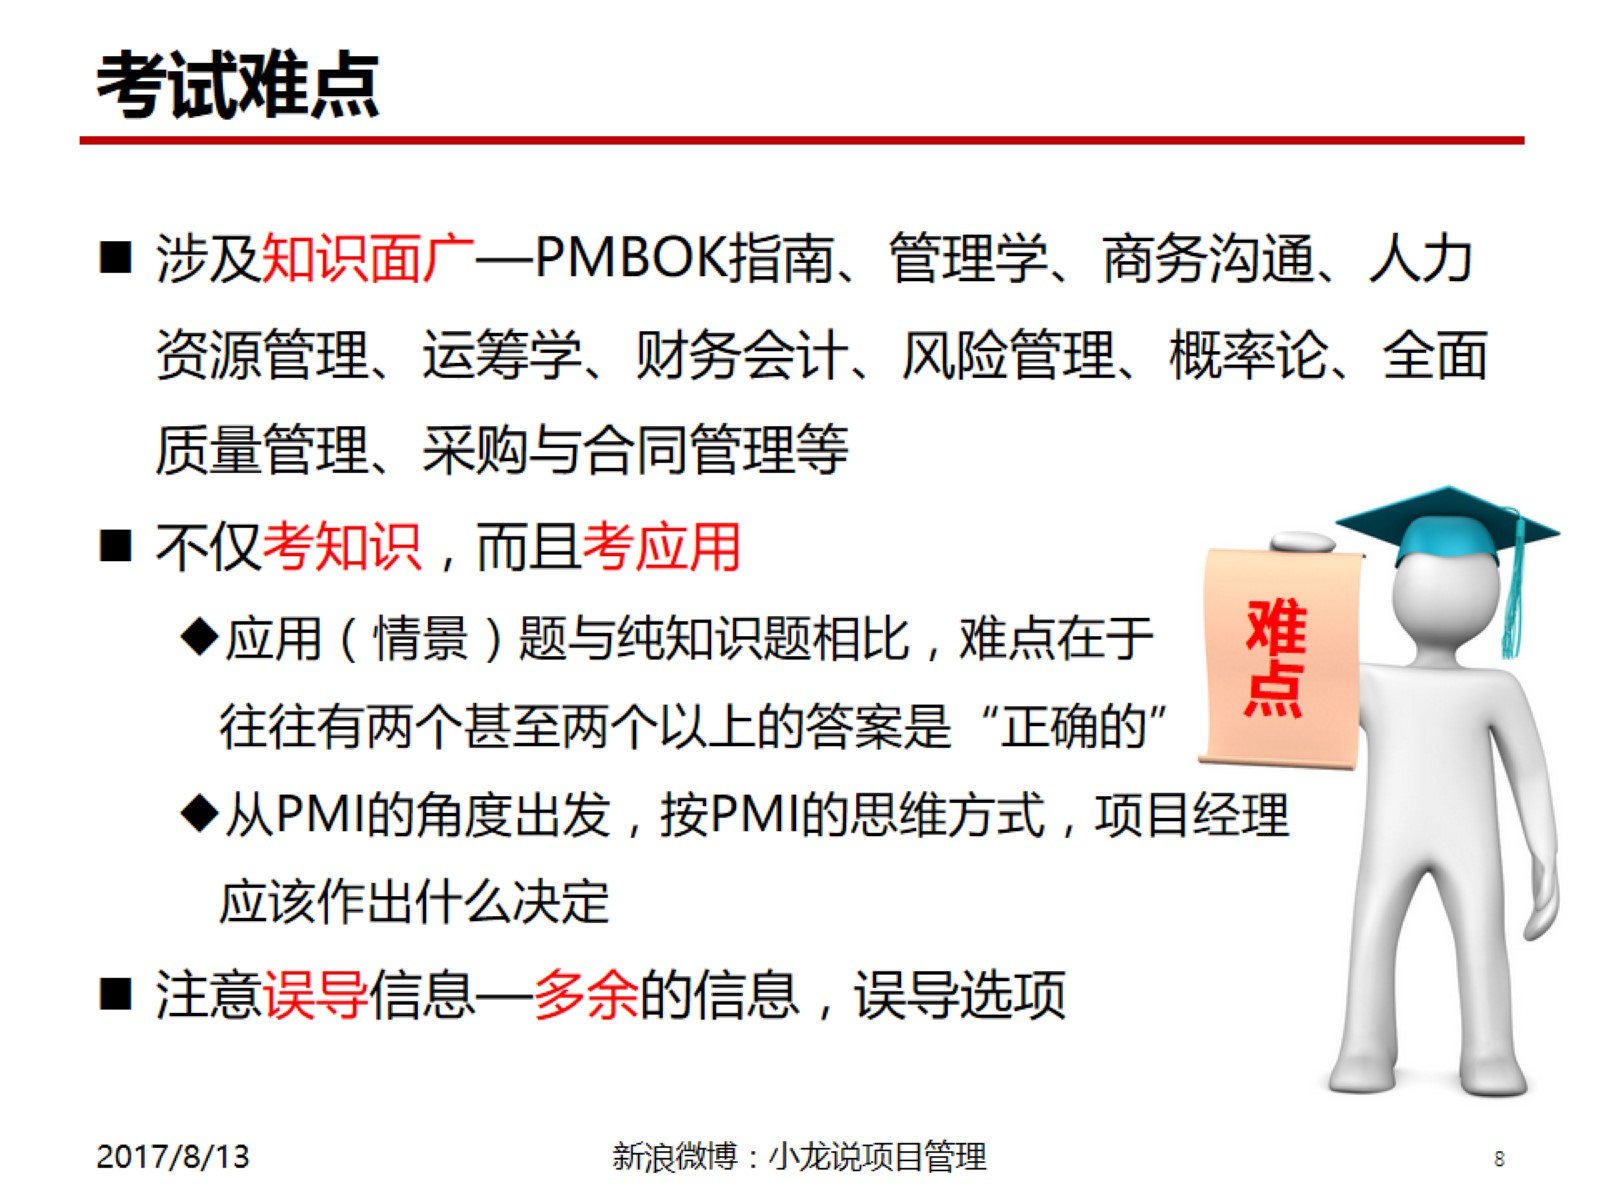 考试难点
■ 涉及知识面广—PMBOK指南、管理学、商务沟通、人力
资源管理、运筹学、财务会计、风险管理、概率论、全面
质量管理、采购与合同管理等
■ 不仅考知识，而且考应用
◆应用（情景）题与纯知识题相比，难点在于
往往有两个甚至两个以上的答案是“正确的”
◆从PMI的角度出发，按PMI的思维方式，项目经理
应该作出什么决定
■ 注意误导信息—多余的信息，误导选项
难
点
2017/8/13
新浪微博：小龙说项目管理
8